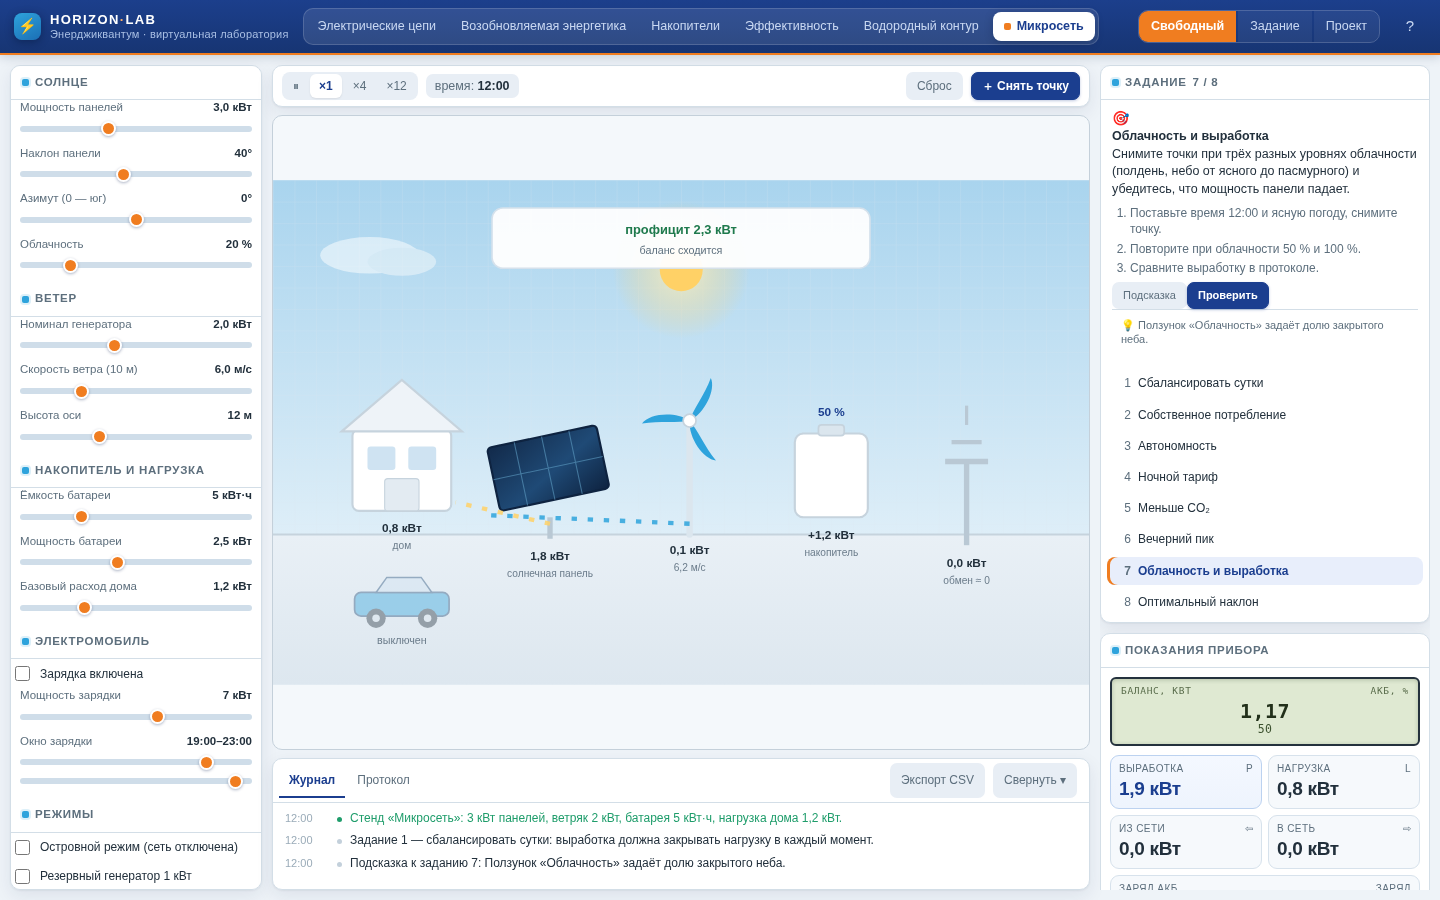 HORIZON·LAB
Энерджиквантум · виртуальная лаборатория
Электрические цепи
Возобновляемая энергетика
Накопители
Эффективность
Водородный контур
Микросеть
Свободный
Задание
Проект
?
СОЛНЦЕ
Мощность панелей 3,0 кВт
Наклон панели 40°
Азимут (0 — юг) 0°
Облачность 20 %
ВЕТЕР
Номинал генератора 2,0 кВт
Скорость ветра (10 м) 6,0 м/с
Высота оси 12 м
НАКОПИТЕЛЬ И НАГРУЗКА
Ёмкость батареи 5 кВт·ч
Мощность батареи 2,5 кВт
Базовый расход дома 1,2 кВт
ЭЛЕКТРОМОБИЛЬ
Зарядка включена
Мощность зарядки 7 кВт
Окно зарядки 19:00–23:00
РЕЖИМЫ
Островной режим (сеть отключена)
Резервный генератор 1 кВт
×1 ×4 ×12 время: 12:00
Сброс + Снять точку
профицит 2,3 кВт
баланс сходится
0,8 кВт
дом
1,8 кВт
солнечная панель
0,1 кВт
6,2 м/с
50 %
+1,2 кВт
накопитель
0,0 кВт
обмен ≈ 0
выключен
Журнал Протокол Экспорт CSV Свернуть ▾
12:00 Стенд «Микросеть»: 3 кВт панелей, ветряк 2 кВт, батарея 5 кВт·ч, нагрузка дома 1,2 кВт.
12:00 Задание 1 — сбалансировать сутки: выработка должна закрывать нагрузку в каждый момент.
12:00 Подсказка к заданию 7: Ползунок «Облачность» задаёт долю закрытого неба.
ЗАДАНИЕ 7 / 8
Облачность и выработка
Снимите точки при трёх разных уровнях облачности
(полдень, небо от ясного до пасмурного) и
убедитесь, что мощность панели падает.
1. Поставьте время 12:00 и ясную погоду, снимите
точку.
2. Повторите при облачности 50 % и 100 %.
3. Сравните выработку в протоколе.
Подсказка Проверить
💡 Ползунок «Облачность» задаёт долю закрытого
неба.
1 Сбалансировать сутки
2 Собственное потребление
3 Автономность
4 Ночной тариф
5 Меньше CO₂
6 Вечерний пик
7 Облачность и выработка
8 Оптимальный наклон
ПОКАЗАНИЯ ПРИБОРА
БАЛАНС, КВТ АКБ, %
1,17
50
ВЫРАБОТКА P
1,9 кВт
НАГРУЗКА L
0,8 кВт
ИЗ СЕТИ ⇦
0,0 кВт
В СЕТЬ ⇨
0,0 кВт
ЗАРЯД АКБ ЗАРЯД